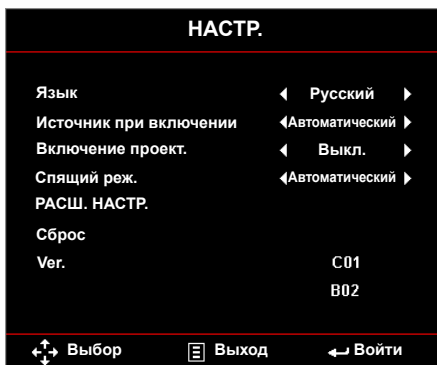 НАСТР.
Язык Русский
Источник при включении Автоматический
Включение проект. Выкл.
Спящий реж. Автоматический
РАСШ. НАСТР.
Сброс
Ver. C01
B02
Выбор Выход Войти